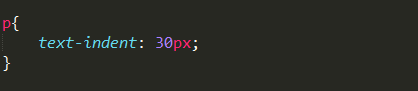 p{
    text-indent: 30px;
}